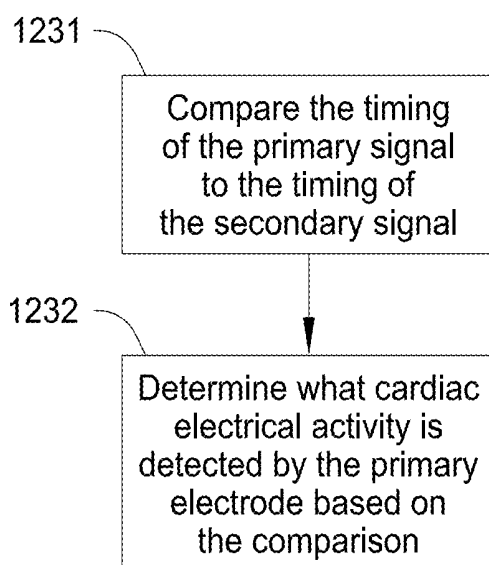 1231
Compare the timing
of the primary signal
to the timing of
the secondary signal
1232
Determine what cardiac
electrical activity is
detected by the primary
electrode based on
the comparison